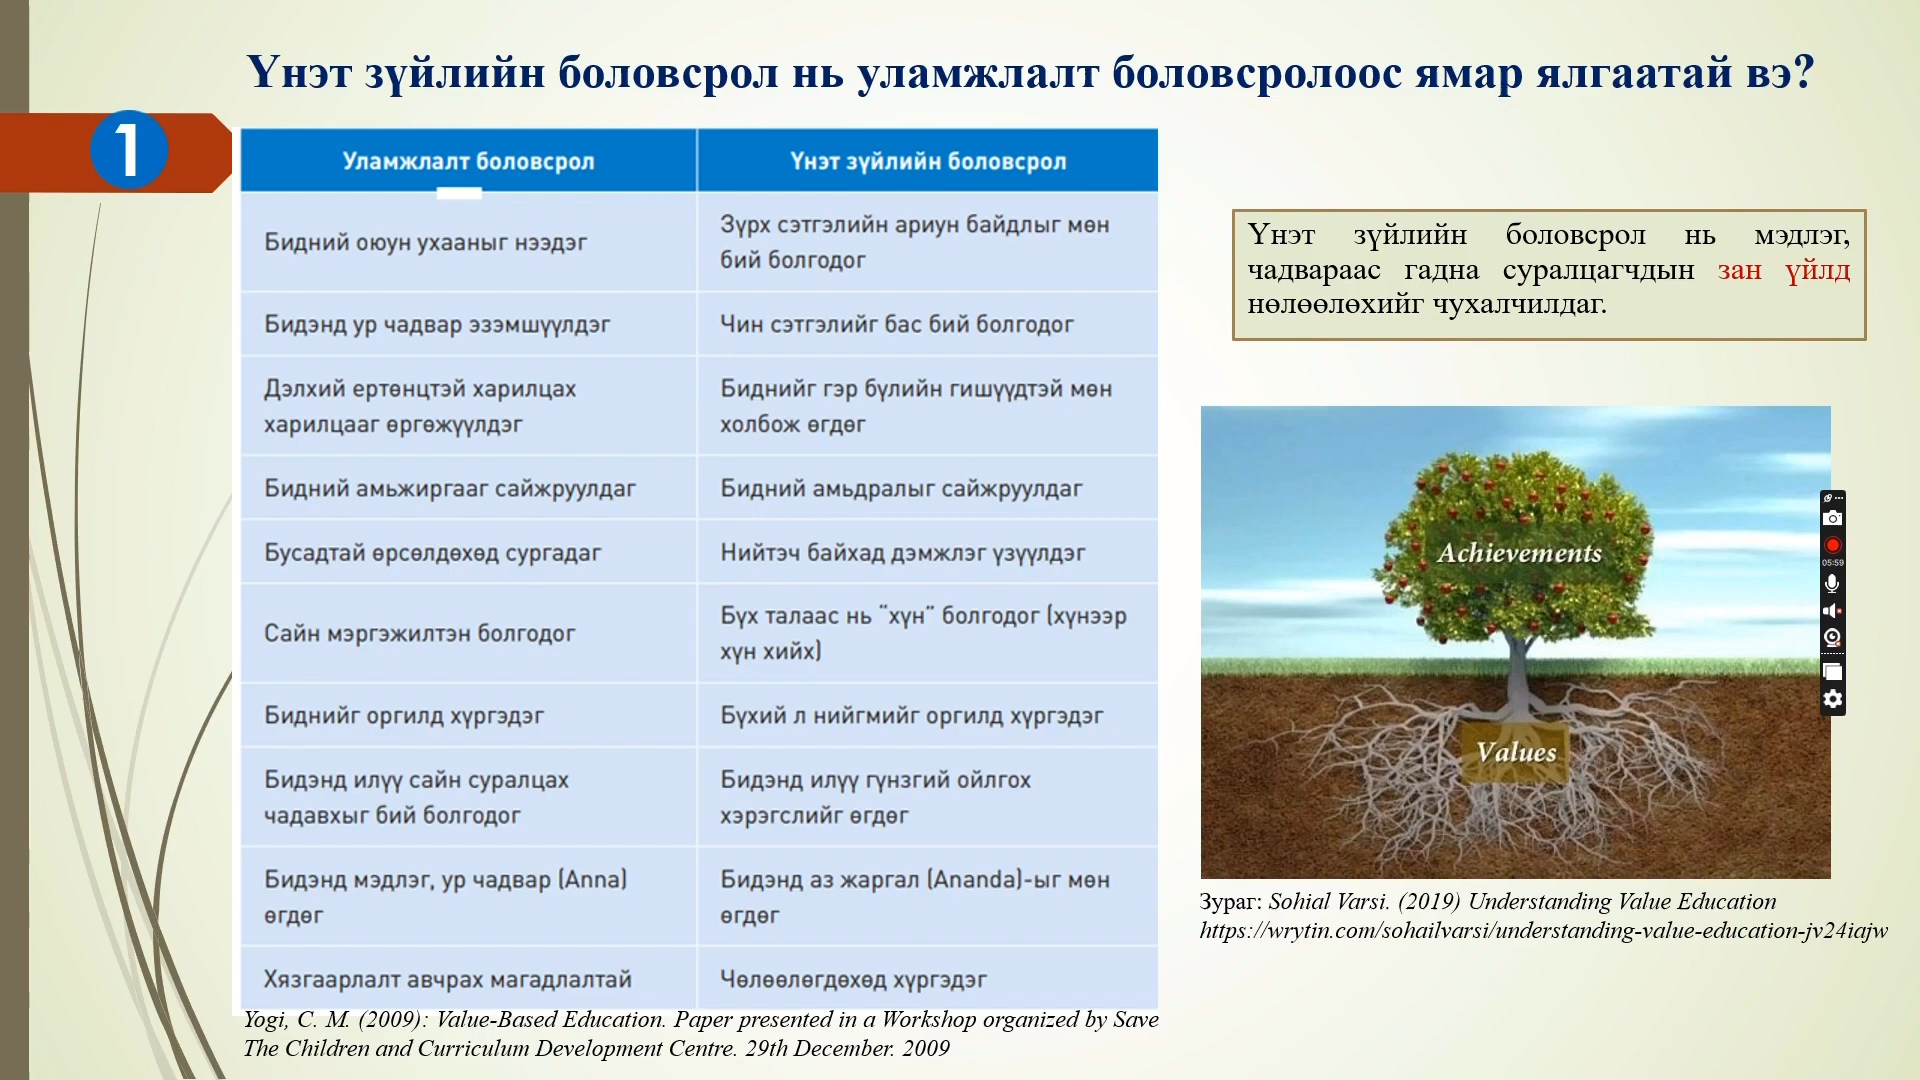 Үнэт зүйлийн боловсрол нь уламжлалт боловсролоос ямар ялгаатай вэ?
1
Уламжлалт боловсрол
Үнэт зүйлийн боловсрол
Бидний оюун ухааныг нээдэг
Зүрх сэтгэлийн ариун байдлыг мөн
бий болгодог
Бидэнд ур чадвар эзэмшүүлдэг
Чин сэтгэлийг бас бий болгодог
Дэлхий ертөнцтэй харилцах
харилцааг өргөжүүлдэг
Биднийг гэр бүлийн гишүүдтэй мөн
холбож өгдөг
Бидний амьжиргааг сайжруулдаг
Бидний амьдралыг сайжруулдаг
Бусадтай өрсөлдөхөд сургадаг
Нийтэч байхад дэмжлэг үзүүлдэг
Сайн мэргэжилтэн болгодог
Бүх талаас нь “хүн” болгодог (хүнээр
хүн хийх)
Биднийг оргилд хүргэдэг
Бүхий л нийгмийг оргилд хүргэдэг
Бидэнд илүү сайн суралцах
чадавхыг бий болгодог
Бидэнд илүү гүнзгий ойлгох
хэрэгслийг өгдөг
Бидэнд мэдлэг, ур чадвар (Anna)
өгдөг
Бидэнд аз жаргал (Ananda)-ыг мөн
өгдөг
Хязгаарлалт авчрах магадлалтай
Чөлөөлөгдөхөд хүргэдэг
Yogi, C. M. (2009): Value-Based Education. Paper presented in a Workshop organized by Save
The Children and Curriculum Development Centre. 29th December. 2009
Үнэт зүйлийн боловсрол нь мэдлэг,
чадвараас гадна суралцагчдын зан үйлд
нөлөөлөхийг чухалчилдаг.
Achievements
Values
05:59
Зураг: Sohial Varsi. (2019) Understanding Value Education
https://wrytin.com/sohailvarsi/understanding-value-education-jv24iajw